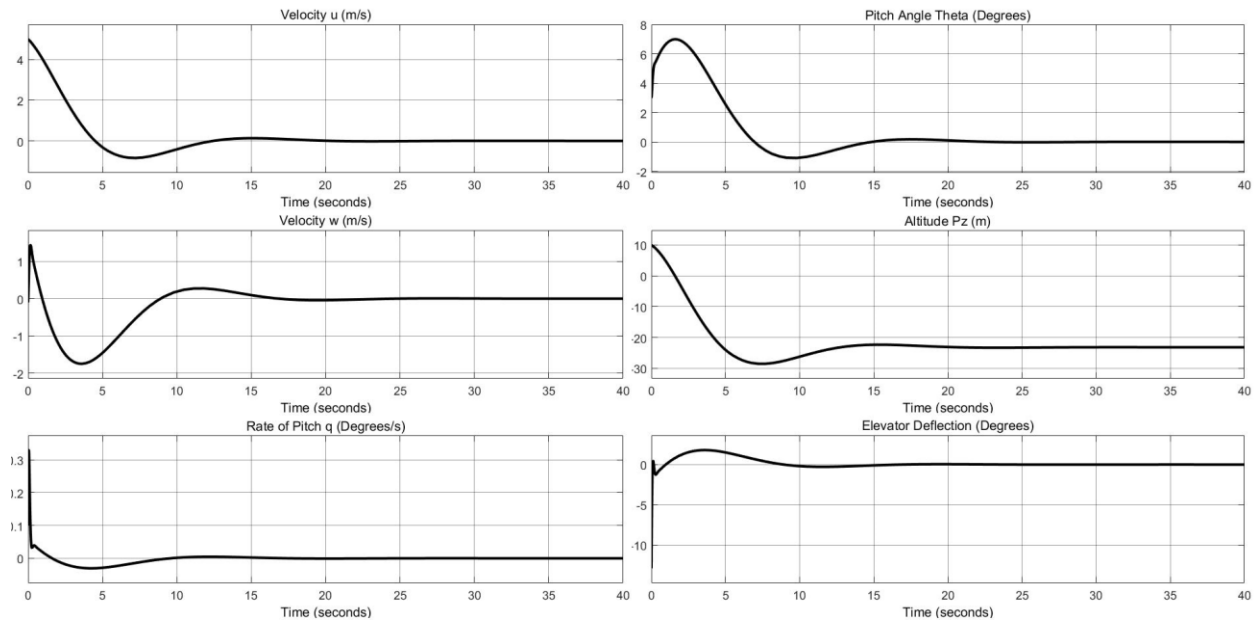 Velocity u (m/s)
4
2
0
0 5 10 15 20 25 30 35 40
Time (seconds)
Pitch Angle Theta (Degrees)
8
6
4
2
0
-2
0 5 10 15 20 25 30 35 40
Time (seconds)
Velocity w (m/s)
1
0
-1
-2
0 5 10 15 20 25 30 35 40
Time (seconds)
Altitude Pz (m)
10
0
-10
-20
-30
0 5 10 15 20 25 30 35 40
Time (seconds)
Rate of Pitch q (Degrees/s)
0.3
).2
).1
0
0 5 10 15 20 25 30 35 40
Time (seconds)
Elevator Deflection (Degrees)
0
-5
-10
0 5 10 15 20 25 30 35 40
Time (seconds)